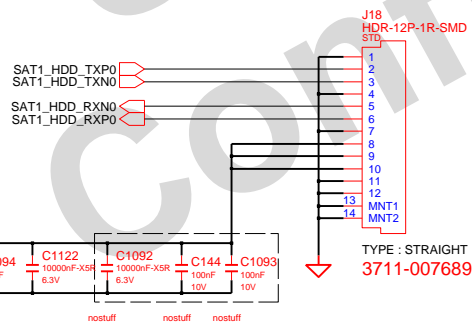 J18
HDR-12P-1R-SMD
STD
SAT1_HDD_TXP0
SAT1_HDD_TXN0
SAT1_HDD_RXN0
SAT1_HDD_RXP0
1
2
3
4
5
6
7
8
9
10
11
12
13 MNT1
14 MNT2
TYPE : STRAIGHT
3711-007689
094 C1122 C1092 C144 C1093
10000nF-X5R 10000nF-X5R 100nF 100nF
6.3V 6.3V 10V 10V
nostuff nostuff nostuff
Conf